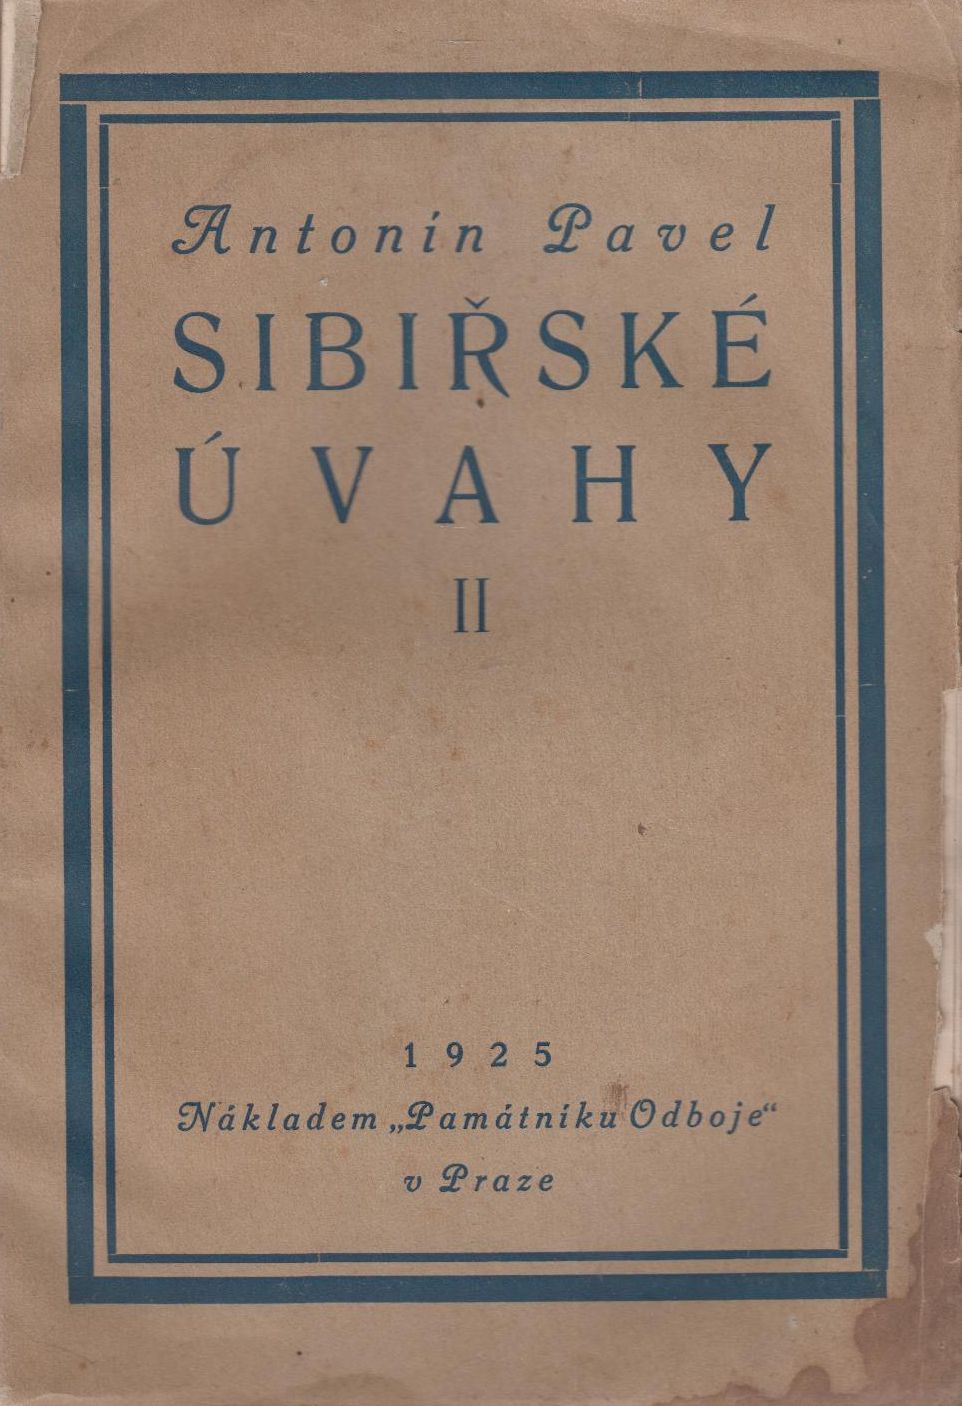 Antonín Pavel
SIBIŘSKÉ
ÚVAHY
II
1925
Nákladem „Památníku Odboje“
v Praze